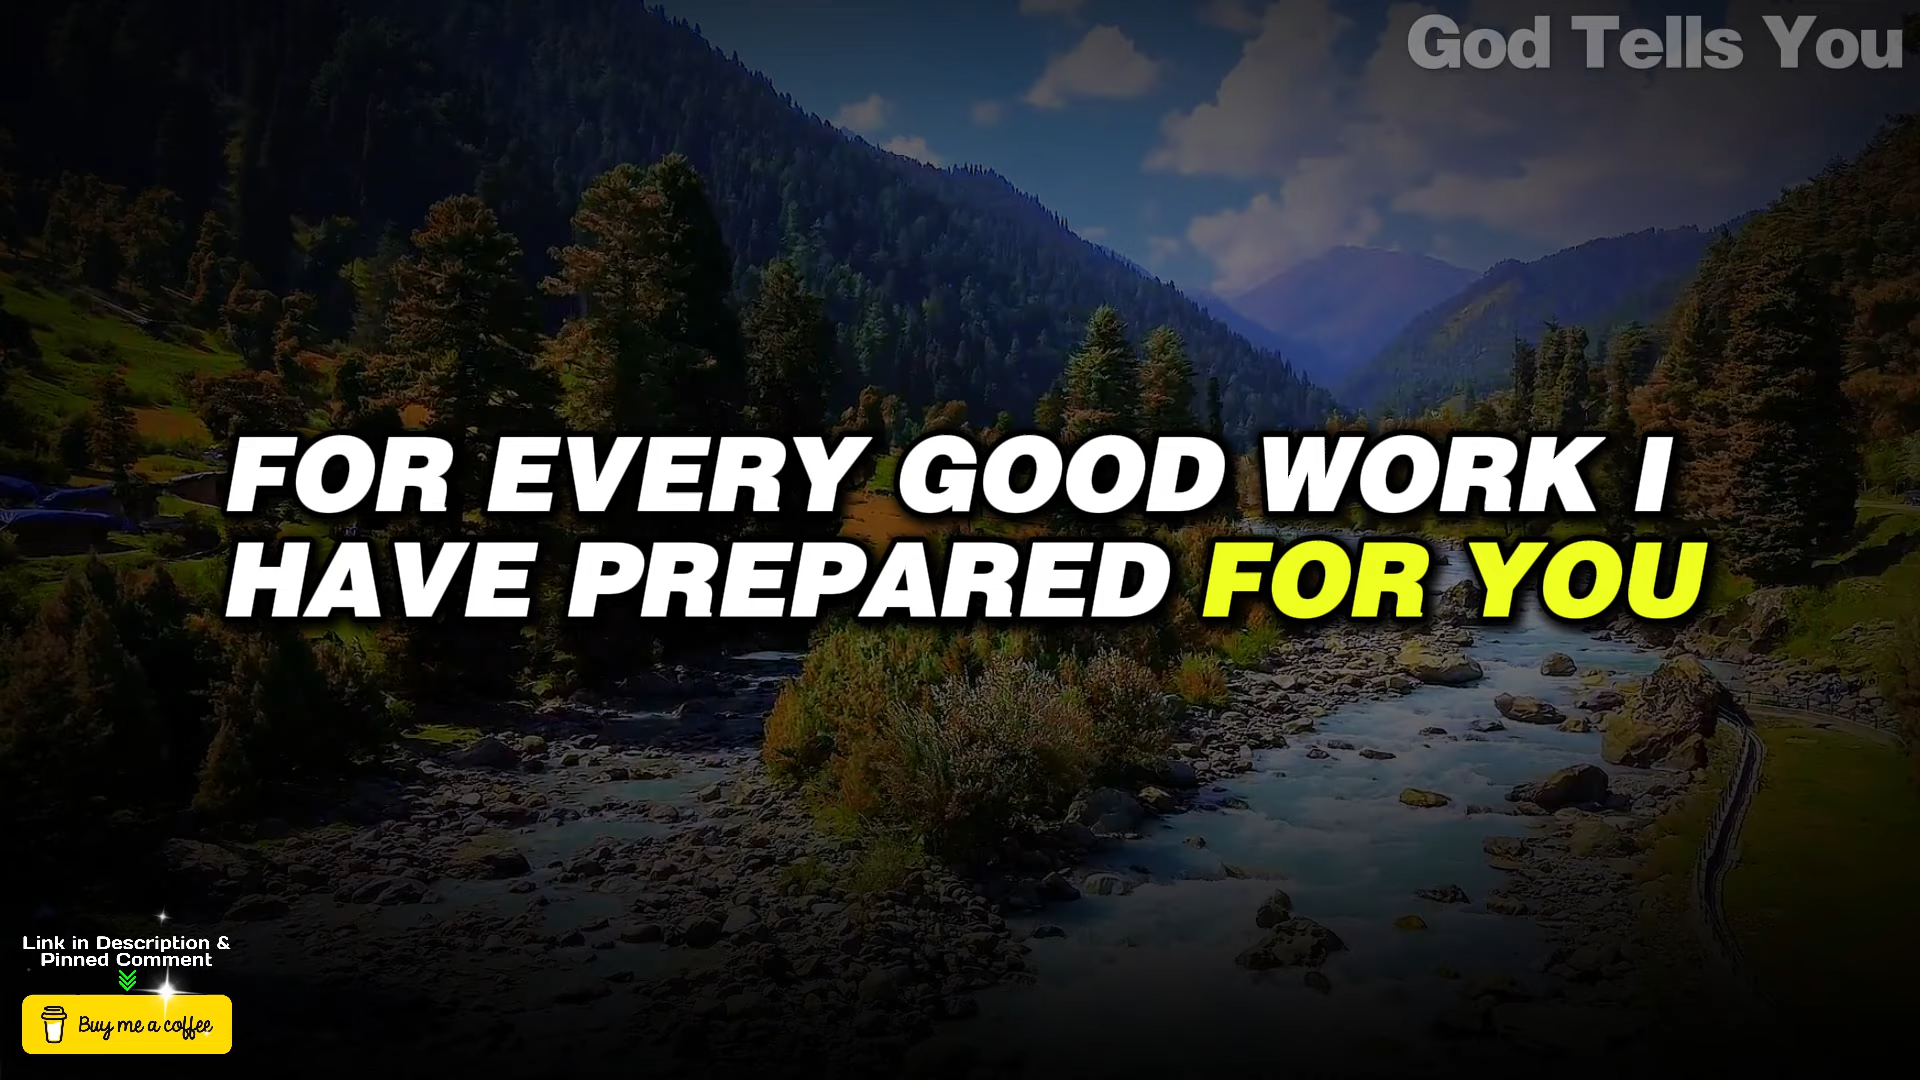 God Tells You
FOR EVERY GOOD WORK I
HAVE PREPARED FOR YOU
Link in Description &
Pinned Comment
Buy me a coffee